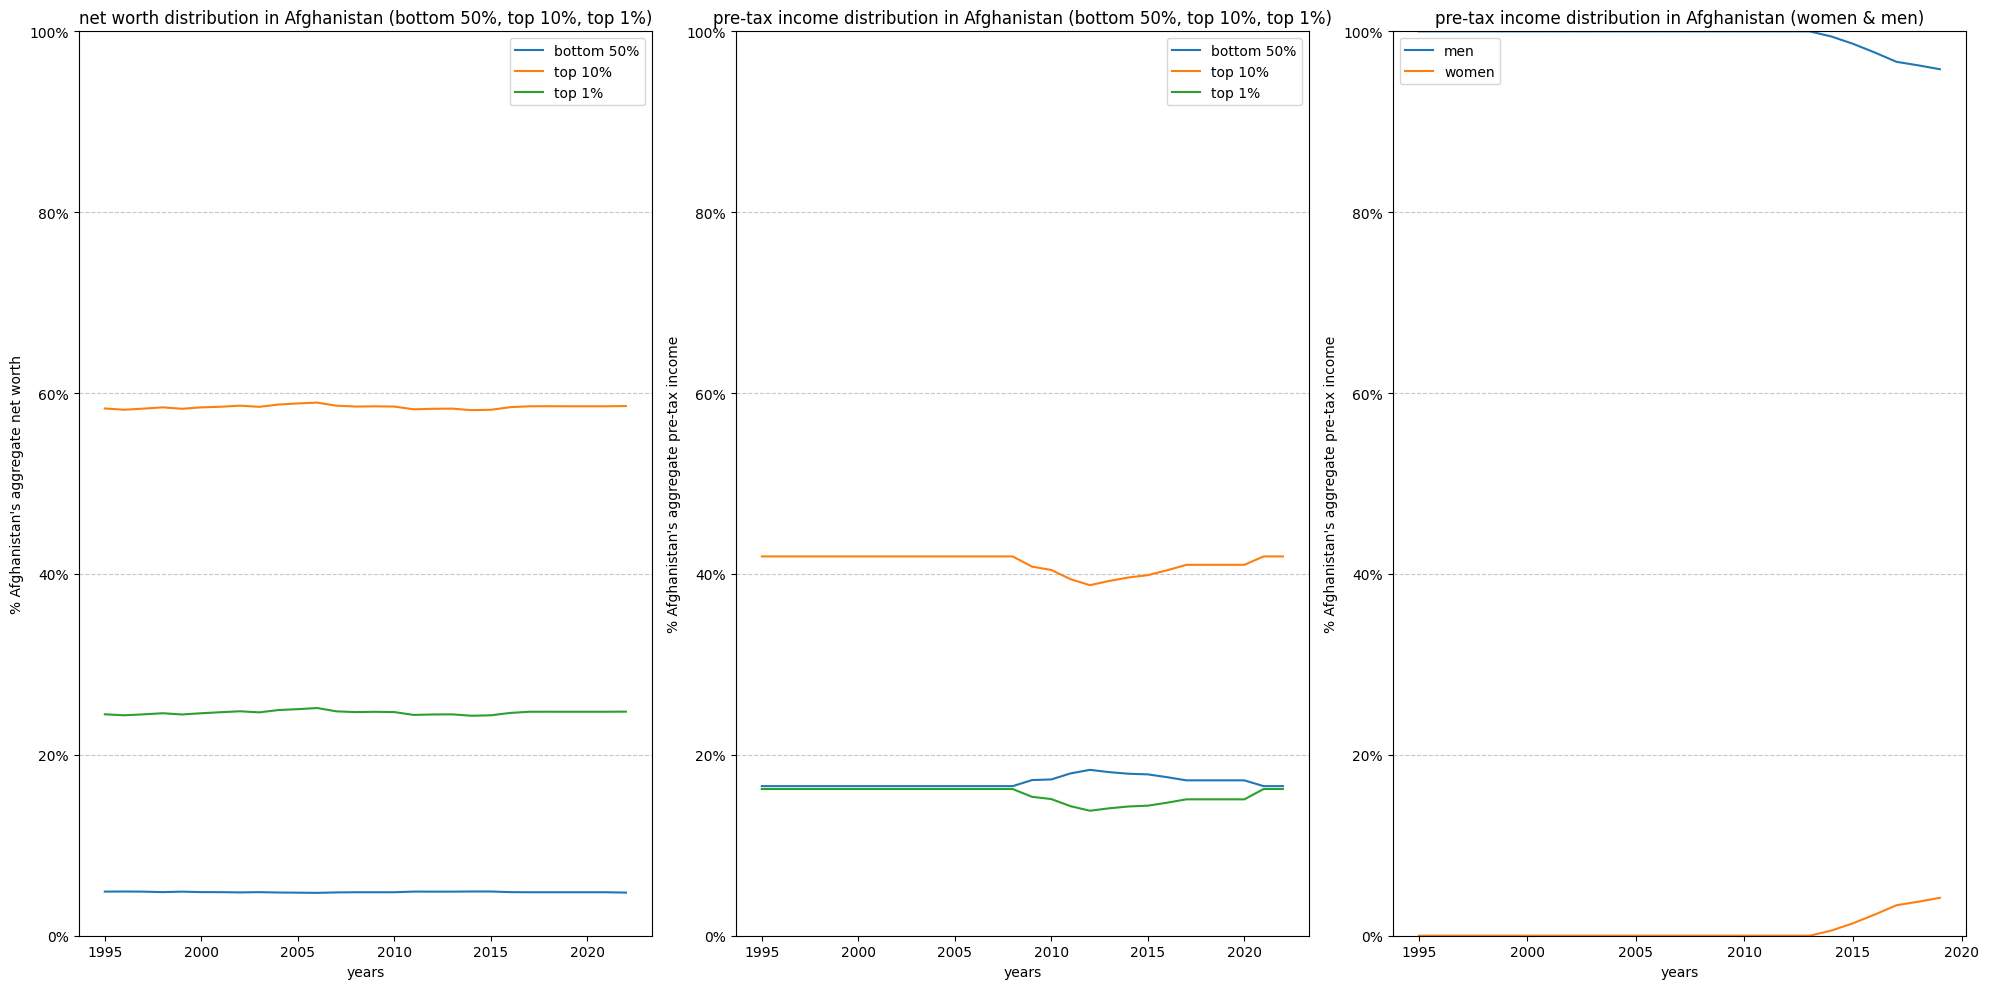 net worth distribution in Afghanistan (bottom 50%, top 10%, top 1%)
100%
80%
60%
40%
20%
0%
% Afghanistan's aggregate net worth
bottom 50%
top 10%
top 1%
1995
2000
2005
2010
2015
2020
years
pre-tax income distribution in Afghanistan (bottom 50%, top 10%, top 1%)
100%
80%
60%
40%
20%
0%
% Afghanistan's aggregate pre-tax income
bottom 50%
top 10%
top 1%
1995
2000
2005
2010
2015
2020
years
pre-tax income distribution in Afghanistan (women & men)
100%
80%
60%
40%
20%
0%
% Afghanistan's aggregate pre-tax income
men
women
1995
2000
2005
2010
2015
2020
years